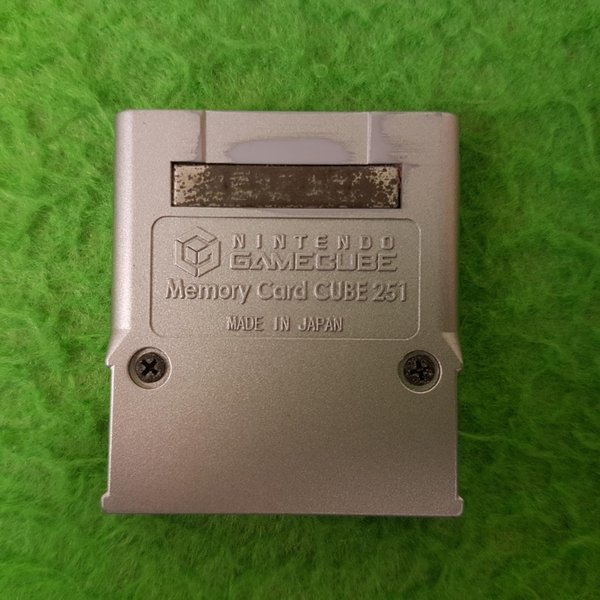 NINTENDO
GAMECUBE
Memory Card CUBE 251
MADE IN JAPAN